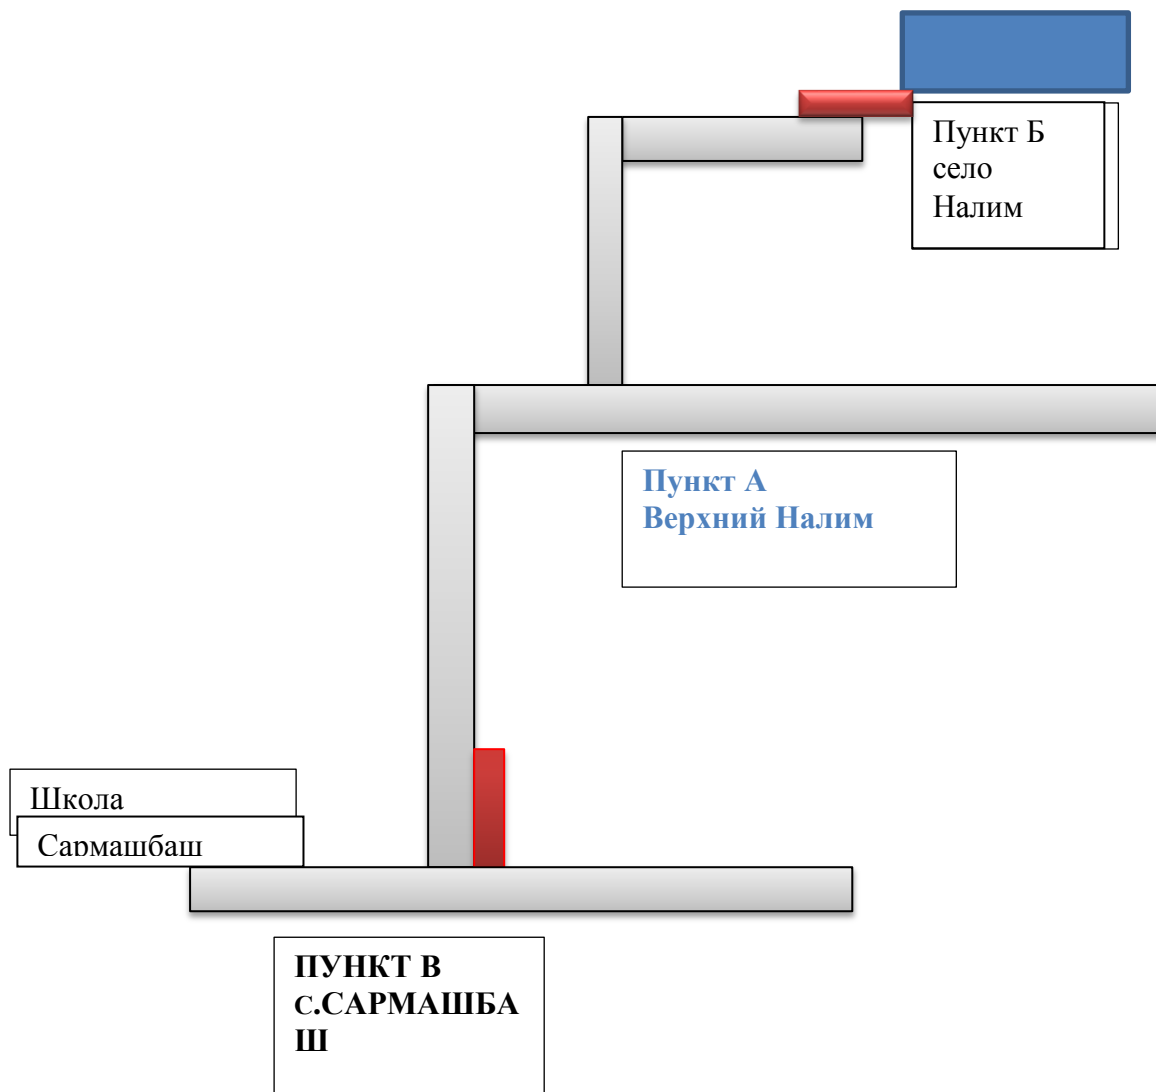 Пункт Б
село
Налим
Пункт А
Верхний Налим
Школа
Сармашбаш
ПУНКТ В
с.САРМАШБА
Ш